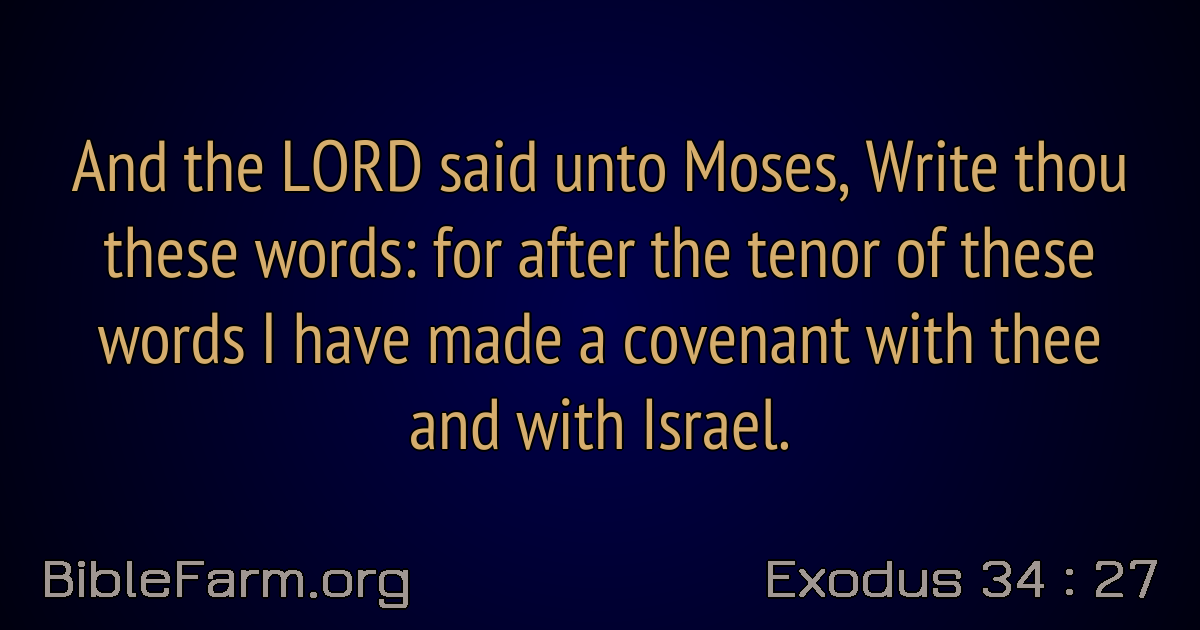 And the LORD said unto Moses, Write thou
these words: for after the tenor of these
words I have made a covenant with thee
and with Israel.
BibleFarm.org
Exodus 34 : 27